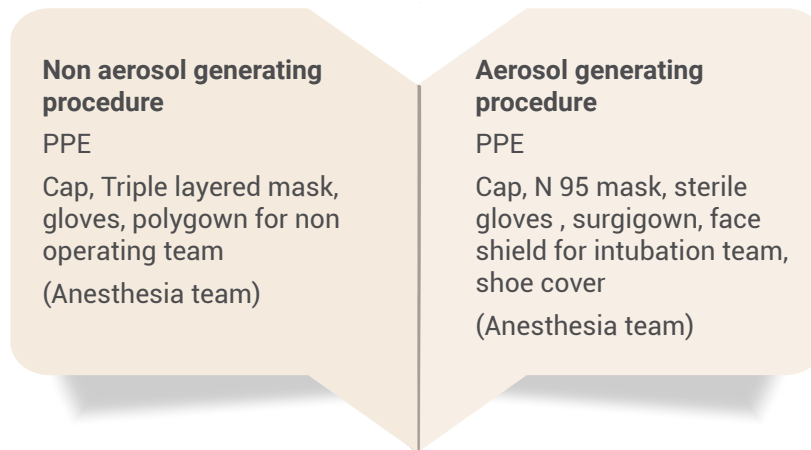 Non aerosol generating
procedure
PPE
Cap, Triple layered mask,
gloves, polygown for non
operating team
(Anesthesia team)
Aerosol generating
procedure
PPE
Cap, N 95 mask, sterile
gloves , surgigown, face
shield for intubation team,
shoe cover
(Anesthesia team)